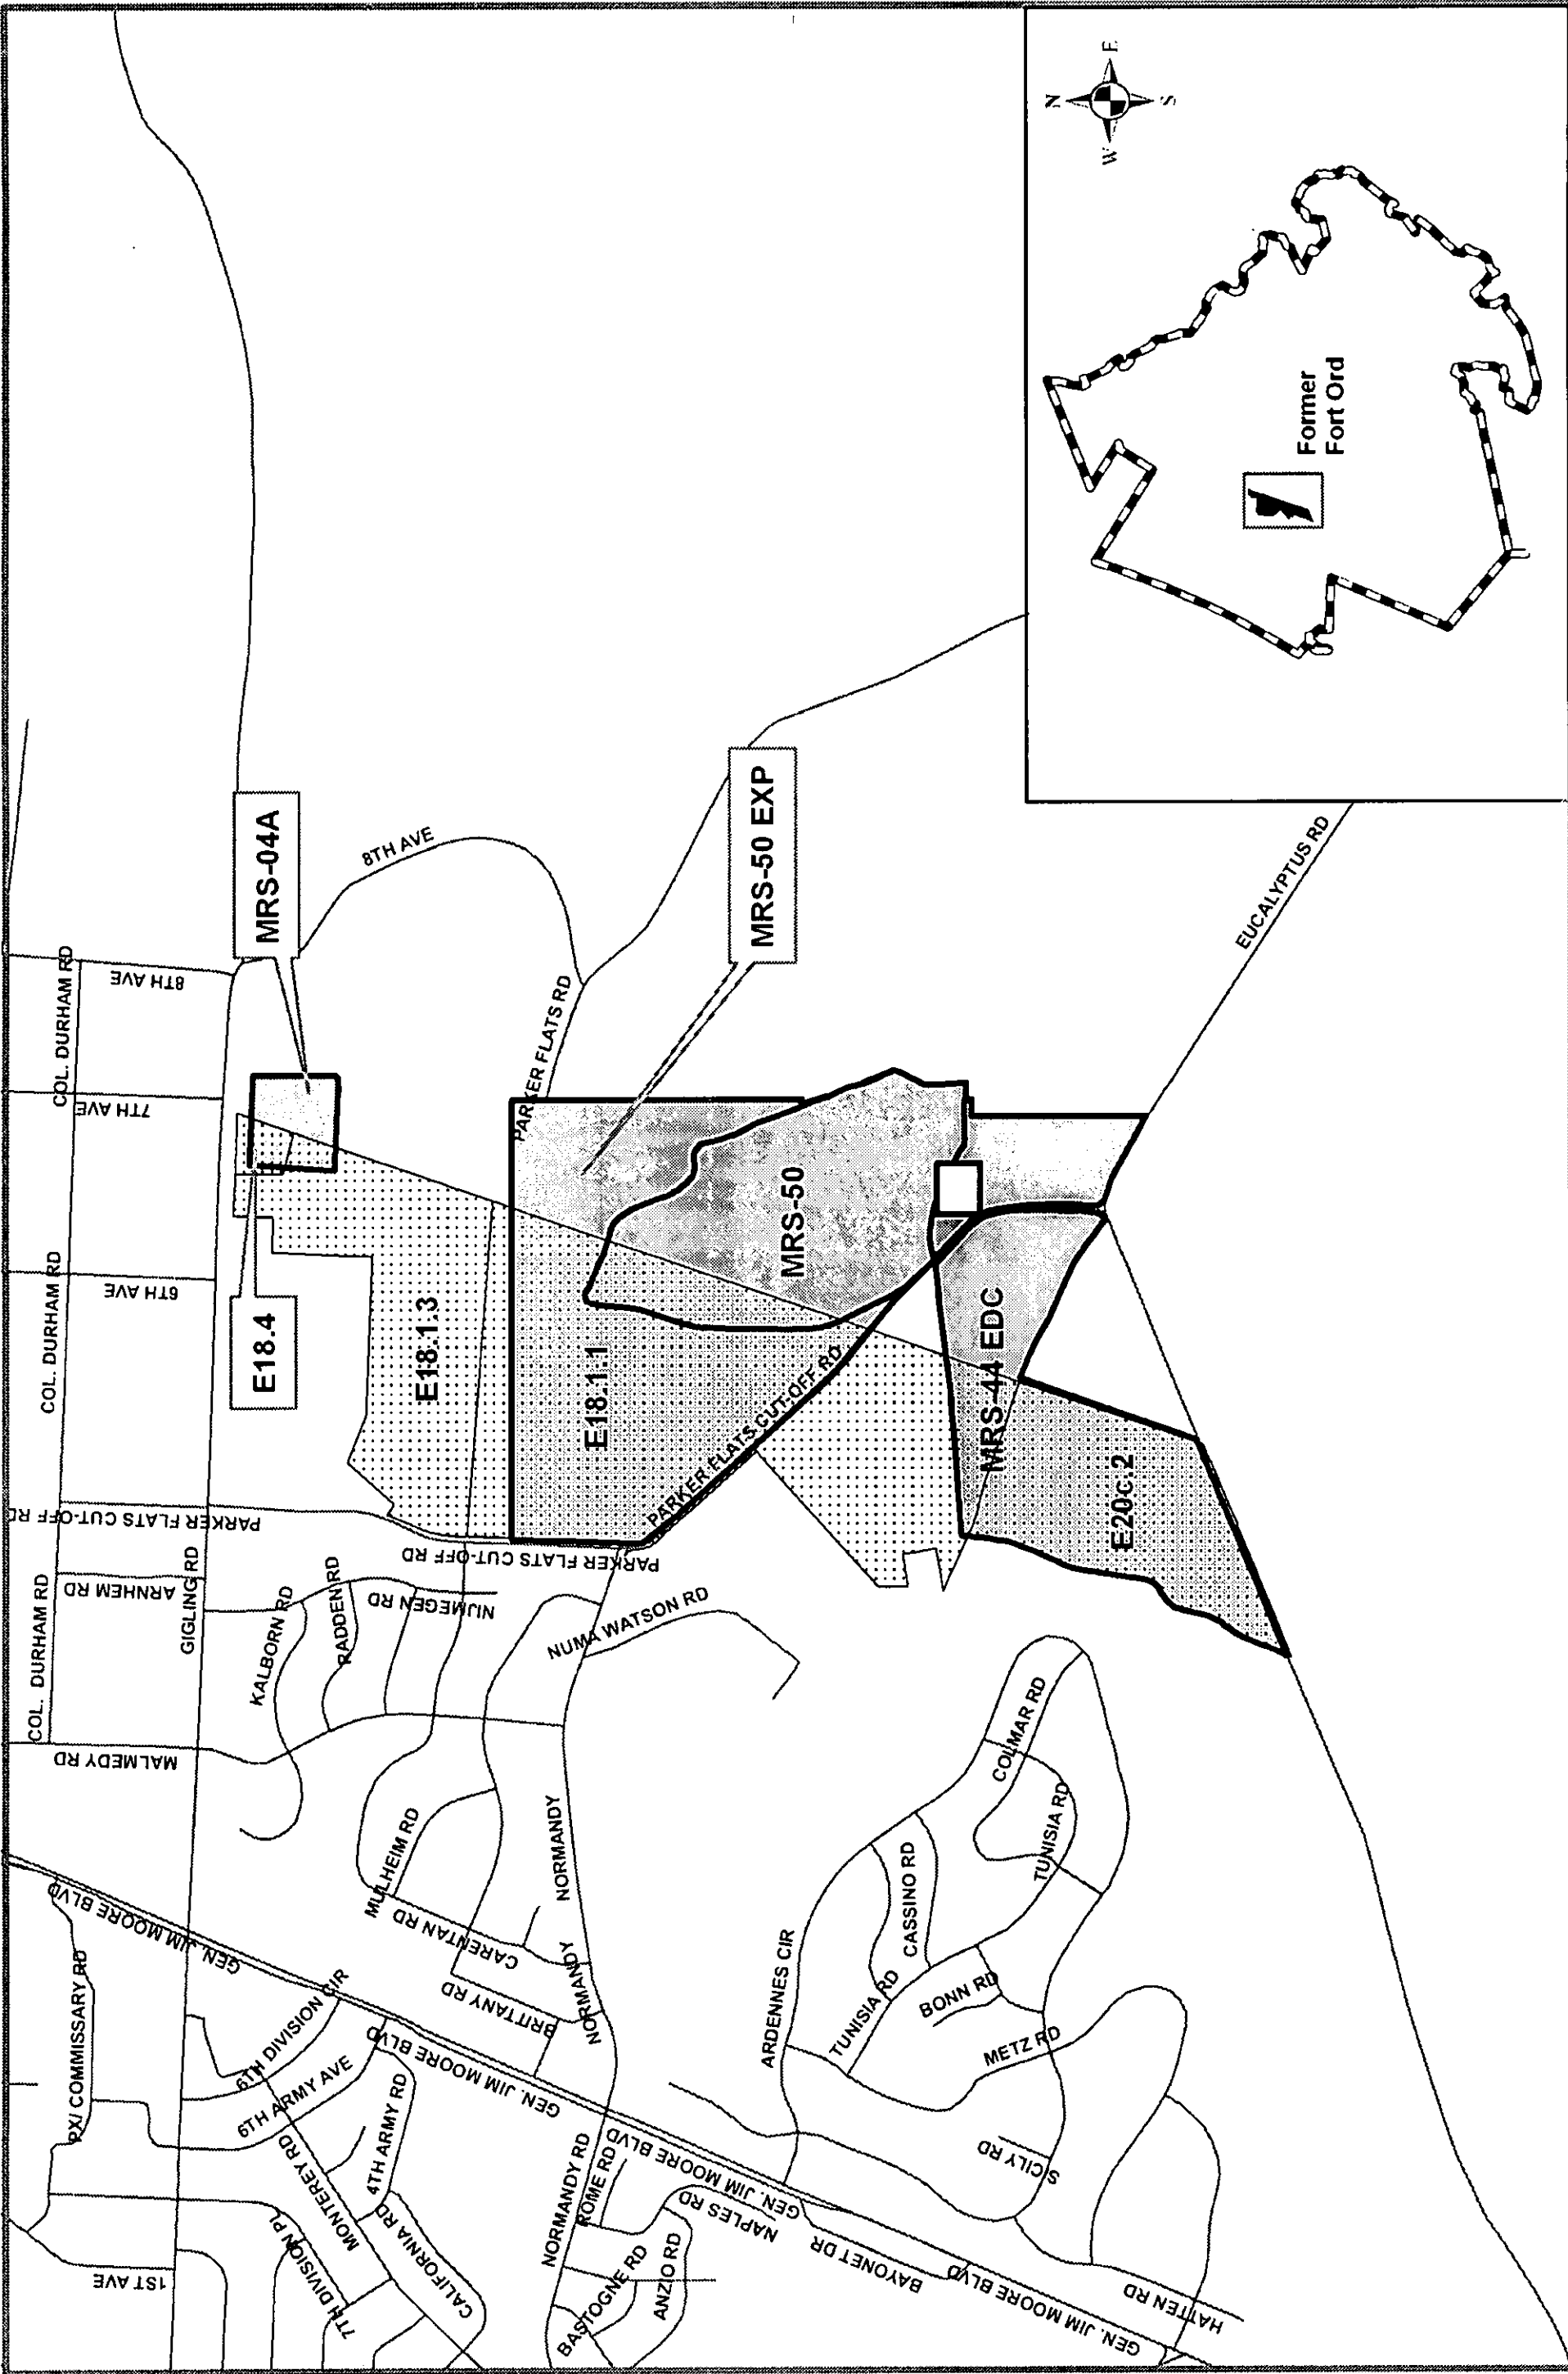 COL. DURHAM RD
COL. DURHAM RD
COL. DURHAM RD
8TH AVE
7TH AVE
6TH AVE
PARKER FLATS CUT-OFF RD
ARNHEM RD
GIGLING RD
MALMEDY RD
GEN. JIM MOORE BLVD
PX/ COMMISSARY RD
1ST AVE
MRS-04A
8TH AVE
E18.4
E18.1.3
PARKER FLATS CUT-OFF RD
NIJMEGEN RD
KALBORN RD
RADDEN RD
MULHEIM RD
CARENTAN RD
BRITTANY RD
6TH DIVISION CIR
6TH ARMY AVE
4TH ARMY RD
MONTEREY RD
CALIFORNIA RD
7TH DIVISION PL
GEN. JIM MOORE BLVD
PARKER FLATS RD
MRS-50 EXP
MRS-50
E18.1.1
PARKER FLATS CUT-OFF RD
NUMA WATSON RD
NORMANDY
NORMANDY
NORMANDY RD
ROME RD
BASTOGNE RD
ANZIO RD
NAPLES RD
GEN. JIM MOORE BLVD
BAYONET DR
GEN. JIM MOORE BLVD
HATTEN RD
MRS-44 EDC
E20c.2
EUCALYPTUS RD
COLMAR RD
TUNISIA RD
CASSINO RD
ARDENNES CIR
TUNISIA RD
BONN RD
METZ RD
SICILY RD
N
W
E
S
Former
Fort Ord